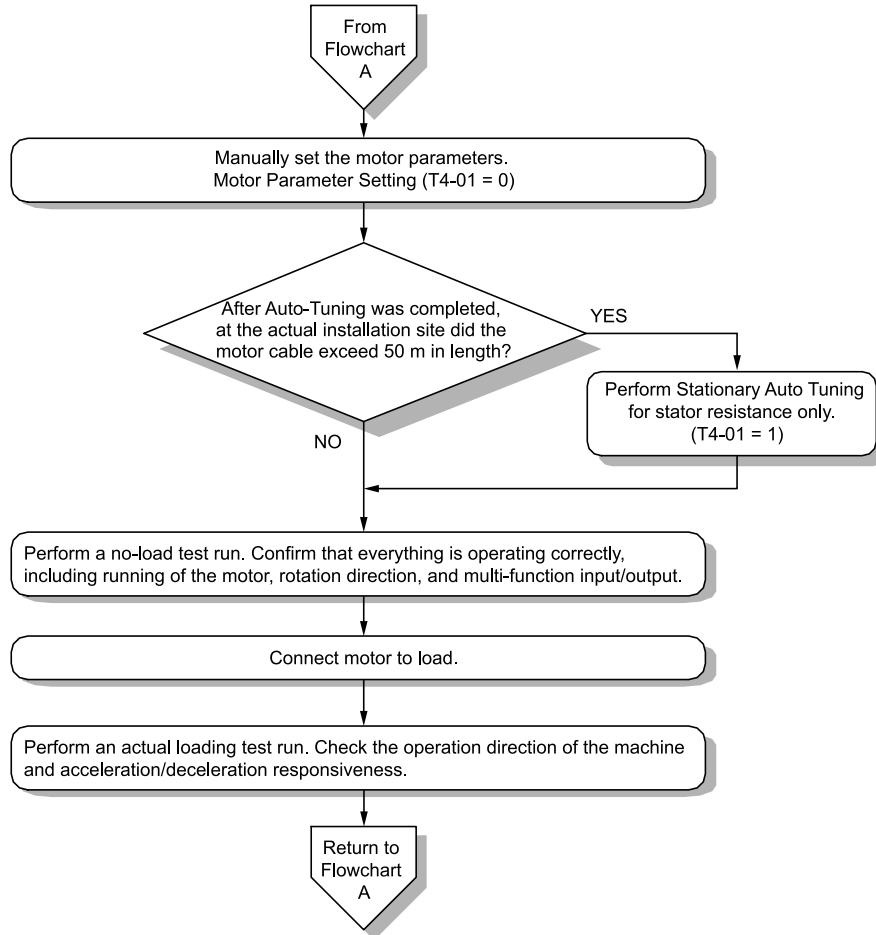 From
Flowchart
A
Manually set the motor parameters.
Motor Parameter Setting (T4-01 = 0)
After Auto-Tuning was completed,
at the actual installation site did the
motor cable exceed 50 m in length?
YES
Perform Stationary Auto Tuning
for stator resistance only.
(T4-01 = 1)
NO
Perform a no-load test run. Confirm that everything is operating correctly,
including running of the motor, rotation direction, and multi-function input/output.
Connect motor to load.
Perform an actual loading test run. Check the operation direction of the machine
and acceleration/deceleration responsiveness.
Return to
Flowchart
A